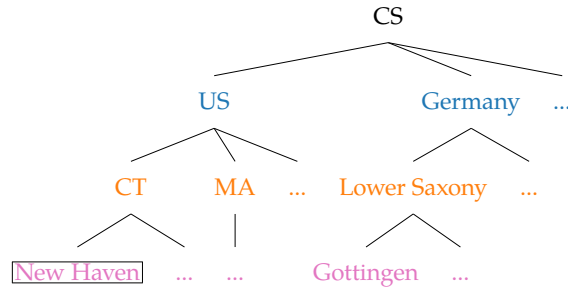 CS
US Germany ...
CT MA ... Lower Saxony ...
New Haven ... ... Gottingen ...